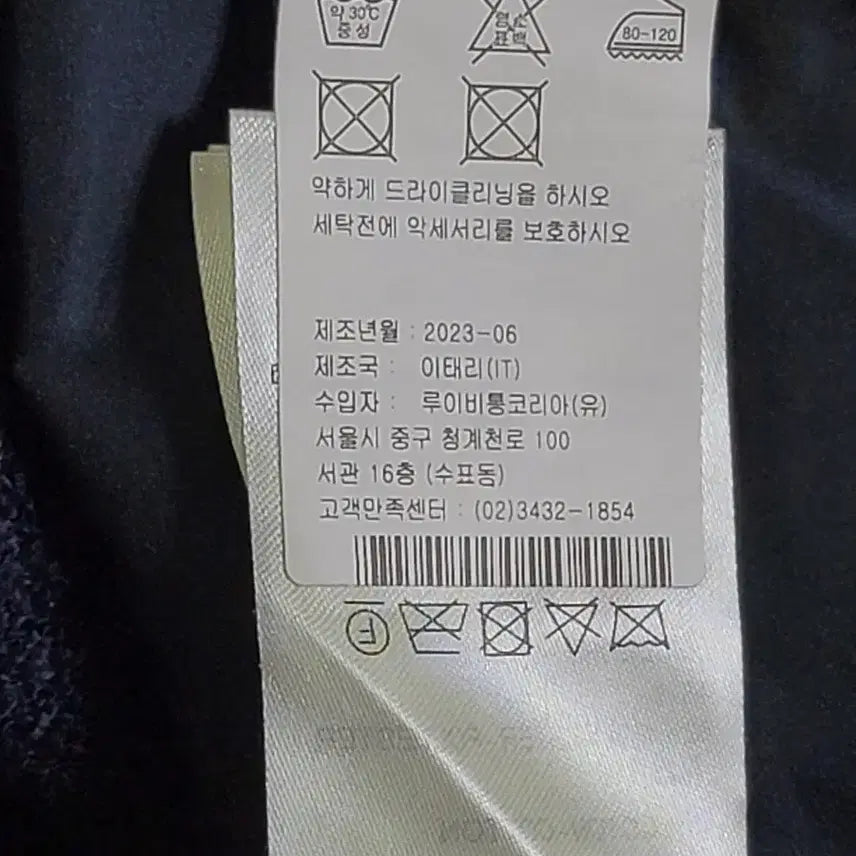 약 30℃
중성
염소
표백
80-120
약하게 드라이클리닝을 하시오
세탁전에 악세서리를 보호하시오
제조년월 : 2023-06
제조국 : 이태리(IT)
수입자 : 루이비통코리아(유)
서울시 중구 청계천로 100
서관 16층 (수표동)
고객만족센터 : (02)3432-1854
F